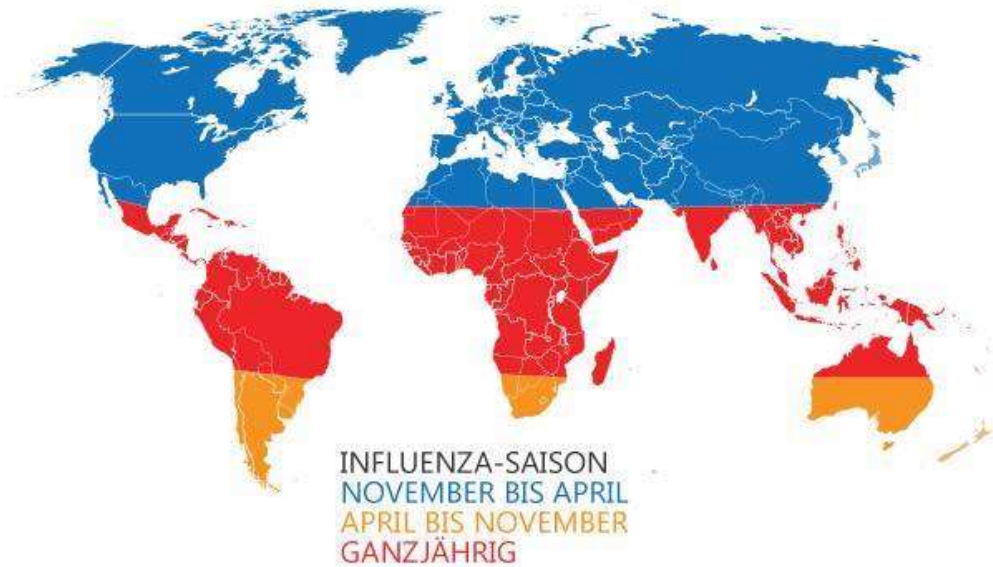 INFLUENZA-SAISON
NOVEMBER BIS APRIL
APRIL BIS NOVEMBER
GANZJÄHRIG